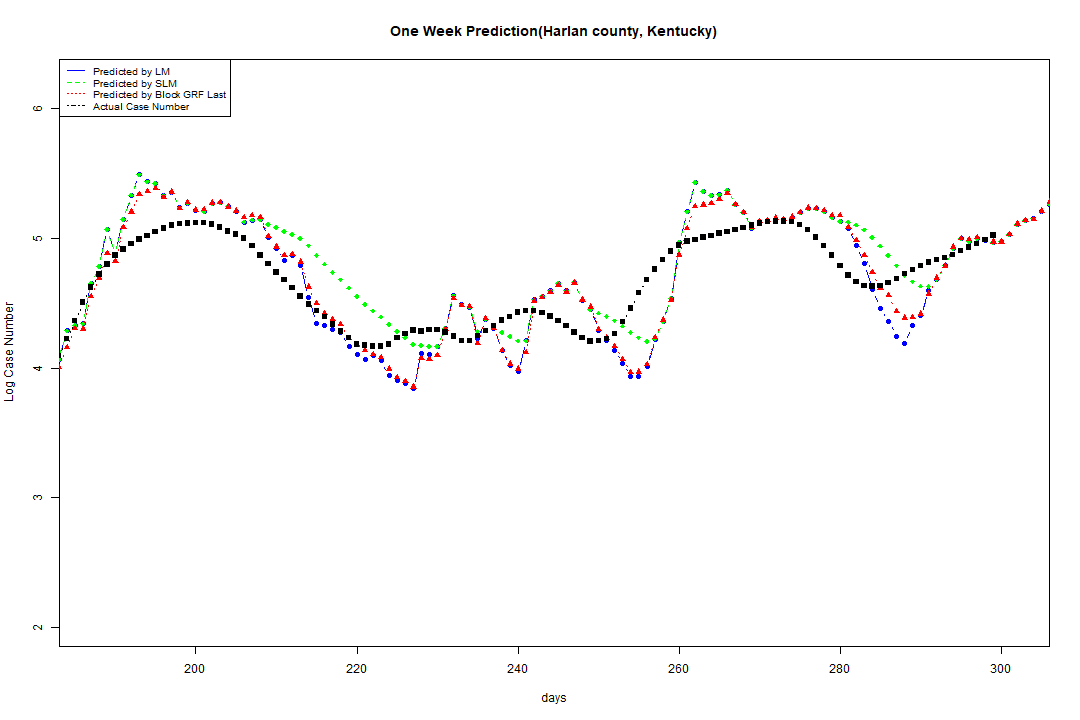 One Week Prediction(Harlan county, Kentucky)
Predicted by LM
Predicted by SLM
Predicted by Block GRF Last
Actual Case Number
6
5
4
3
2
Log Case Number
200 220 240 260 280 300
days